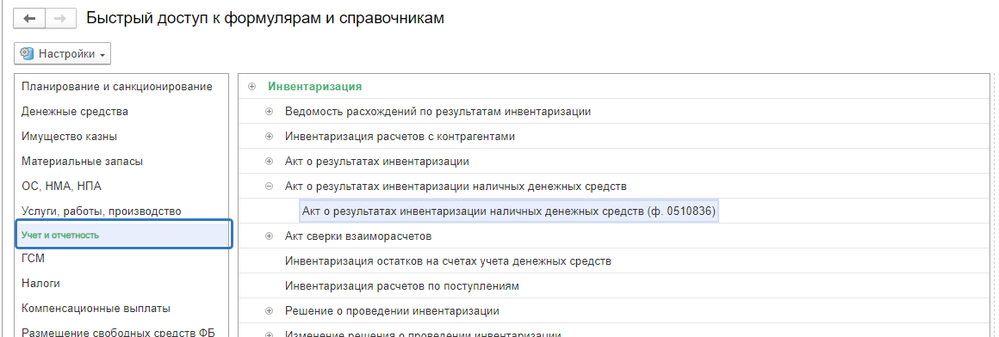 Быстрый доступ к формулярам и справочникам
Настройки
Планирование и санкционирование
Денежные средства
Имущество казны
Материальные запасы
ОС, НМА, НПА
Услуги, работы, производство
Учет и отчетность
ГСМ
Налоги
Компенсационные выплаты
Размещение свободных средств ФБ
Инвентаризация
Ведомость расхождений по результатам инвентаризации
Инвентаризация расчетов с контрагентами
Акт о результатах инвентаризации
Акт о результатах инвентаризации наличных денежных средств
Акт о результатах инвентаризации наличных денежных средств (ф. 0510836)
Акт сверки взаиморасчетов
Инвентаризация остатков на счетах учета денежных средств
Инвентаризация расчетов по поступлениям
Решение о проведении инвентаризации
Изменение решения о проведении инвентаризации